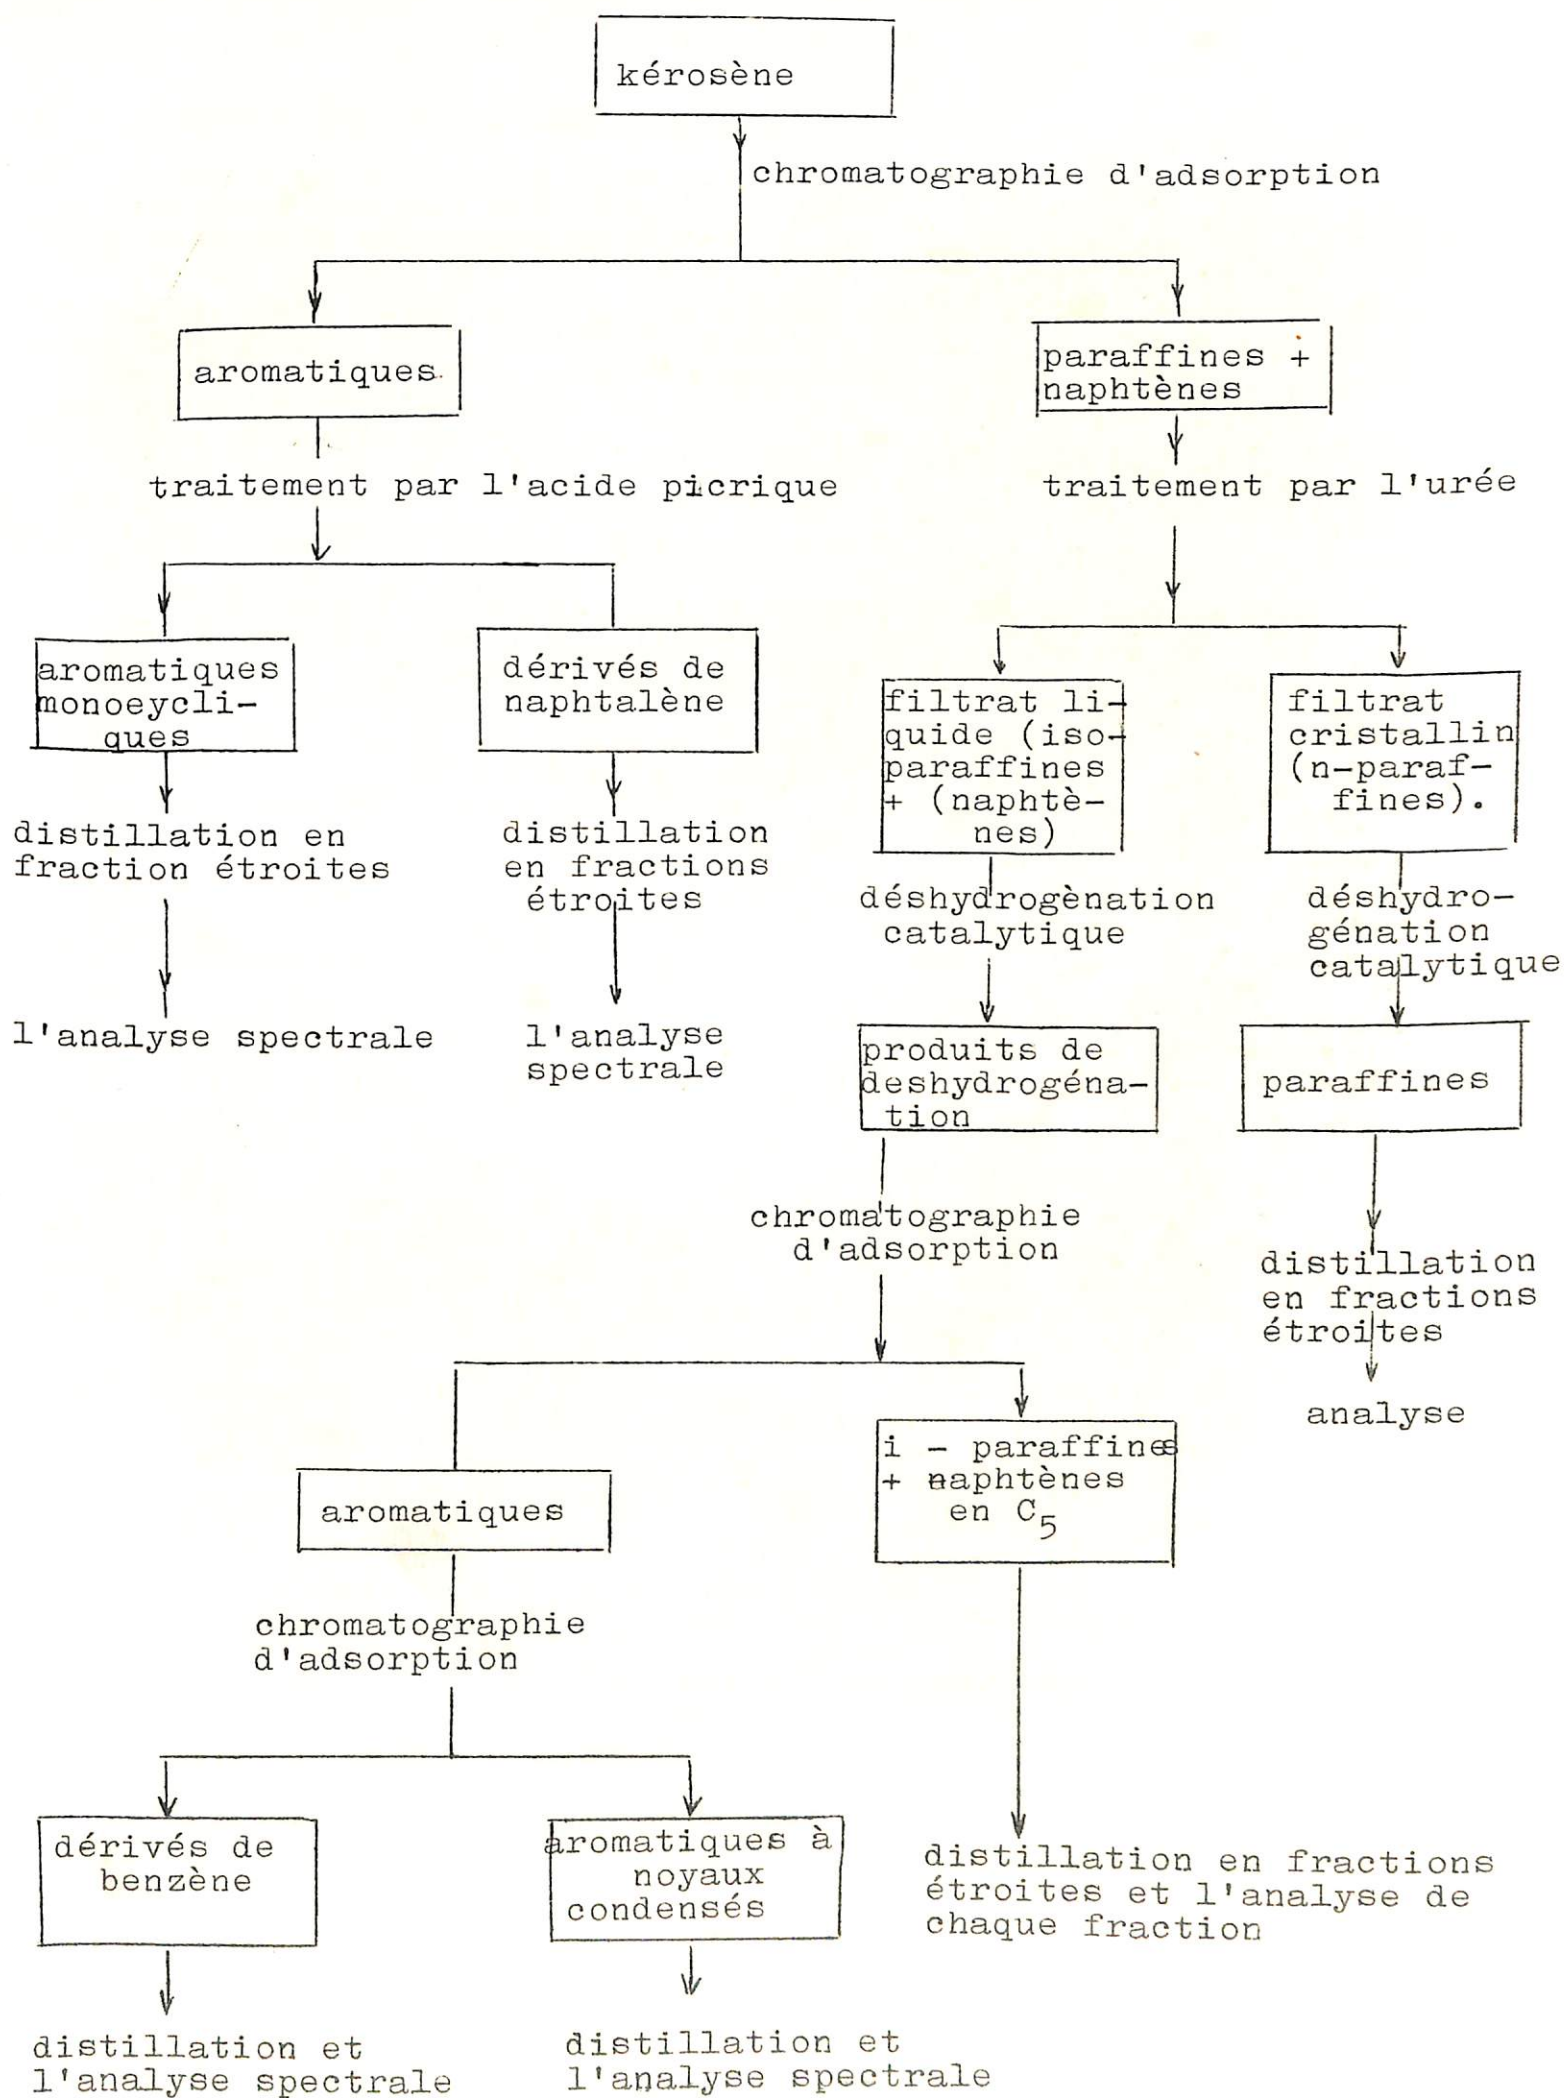 kérosène
chromatographie d'adsorption
aromatiques
paraffines +
naphtènes
traitement par l'acide picrique
traitement par l'urée
aromatiques
monoeycli-
ques
dérivés de
naphtalène
filtrat li-
quide (iso-
paraffines
+ (naphtè-
nes)
filtrat
cristallin
(n-paraf-
fines).
distillation en
fraction étroites
distillation
en fractions
étroites
déshydrogènation
catalytique
déshydro-
génation
catalytique
l'analyse spectrale
l'analyse
spectrale
produits de
deshydrogéna-
tion
paraffines
chromatographie
d'adsorption
distillation
en fractions
étroites
analyse
aromatiques
i - paraffines
+ naphtènes
en C5
chromatographie
d'adsorption
dérivés de
benzène
aromatiques à
noyaux
condensés
distillation en fractions
étroites et l'analyse de
chaque fraction
distillation et
l'analyse spectrale
distillation et
l'analyse spectrale